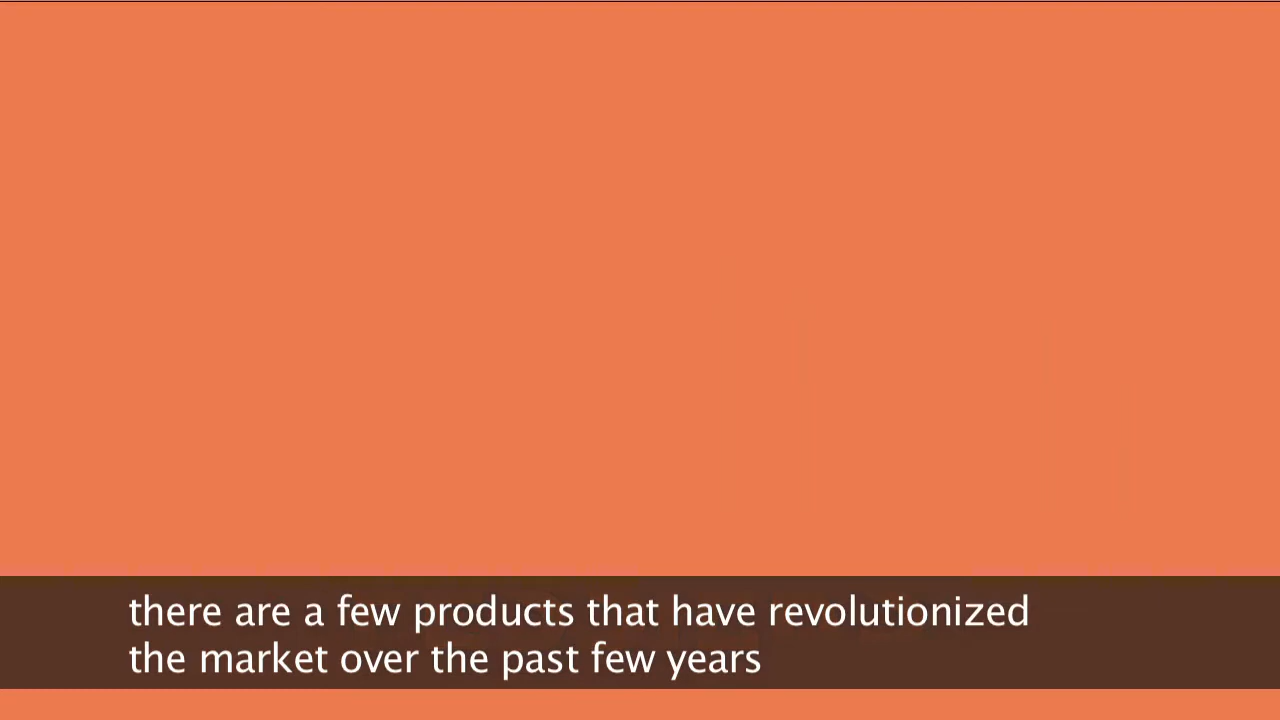 there are a few products that have revolutionized
the market over the past few years